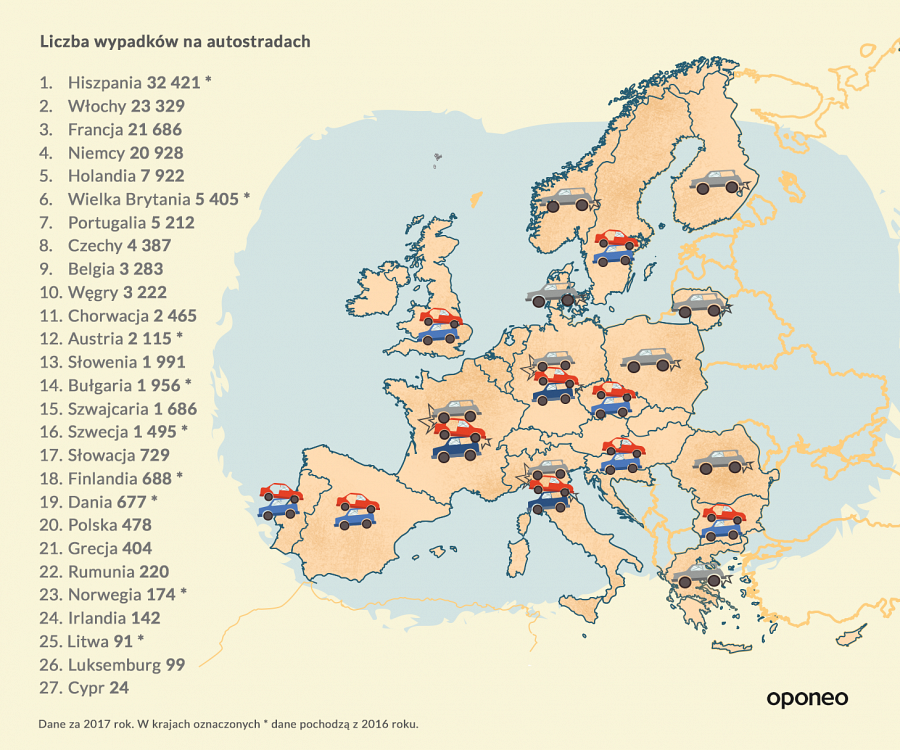 Liczba wypadków na autostradach
1. Hiszpania 32 421 *
2. Włochy 23 329
3. Francja 21 686
4. Niemcy 20 928
5. Holandia 7 922
6. Wielka Brytania 5 405 *
7. Portugalia 5 212
8. Czechy 4 387
9. Belgia 3 283
10. Węgry 3 222
11. Chorwacja 2 465
12. Austria 2 115 *
13. Słowenia 1 991
14. Bułgaria 1 956 *
15. Szwajcaria 1 686
16. Szwecja 1 495 *
17. Słowacja 729
18. Finlandia 688 *
19. Dania 677 *
20. Polska 478
21. Grecja 404
22. Rumunia 220
23. Norwegia 174 *
24. Irlandia 142
25. Litwa 91 *
26. Luksemburg 99
27. Cypr 24
oponeo
Dane za 2017 rok. W krajach oznaczonych * dane pochodzą z 2016 roku.